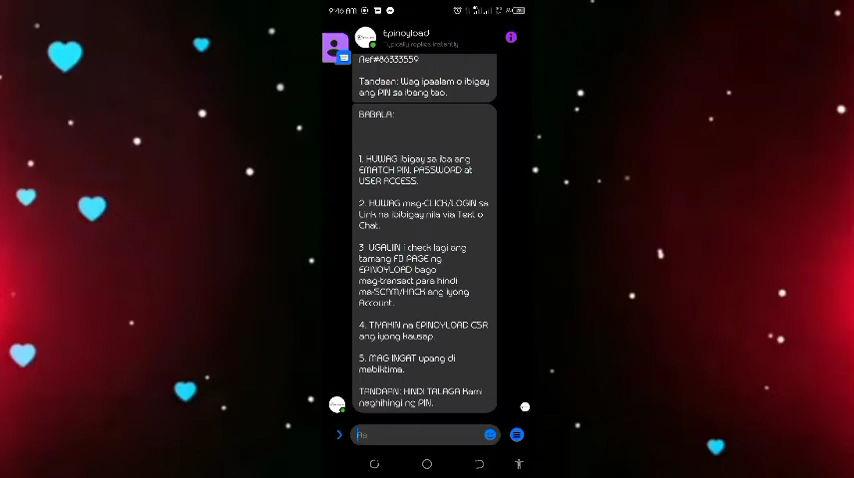 9:46 AM
Epinoyload
Typically replies instantly
Ref#86333559
Tandaan: Wag ipaalam o ibigay
ang PIN sa ibang tao.
BABALA:
1. HUWAG ibigay sa iba ang
EMATCH PIN, PASSWORD at
USER ACCESS.
2. HUWAG mag-CLICK/LOGIN sa
Link na ibibigay nila via Text o
Chat.
3 UGALIIN i check lagi ang
tamang FB PAGE ng
EPINOYLOAD bago
mag-transact para hindi
ma-SCAM/HACK ang iyong
Account.
4. TIYAKIN na EPINOYLOAD CSR
ang iyong kausap.
5. MAG INGAT upang di
mabiktima.
TANDAAN: HINDI TALAGA Kami
naghihingi ng PIN.
Aa